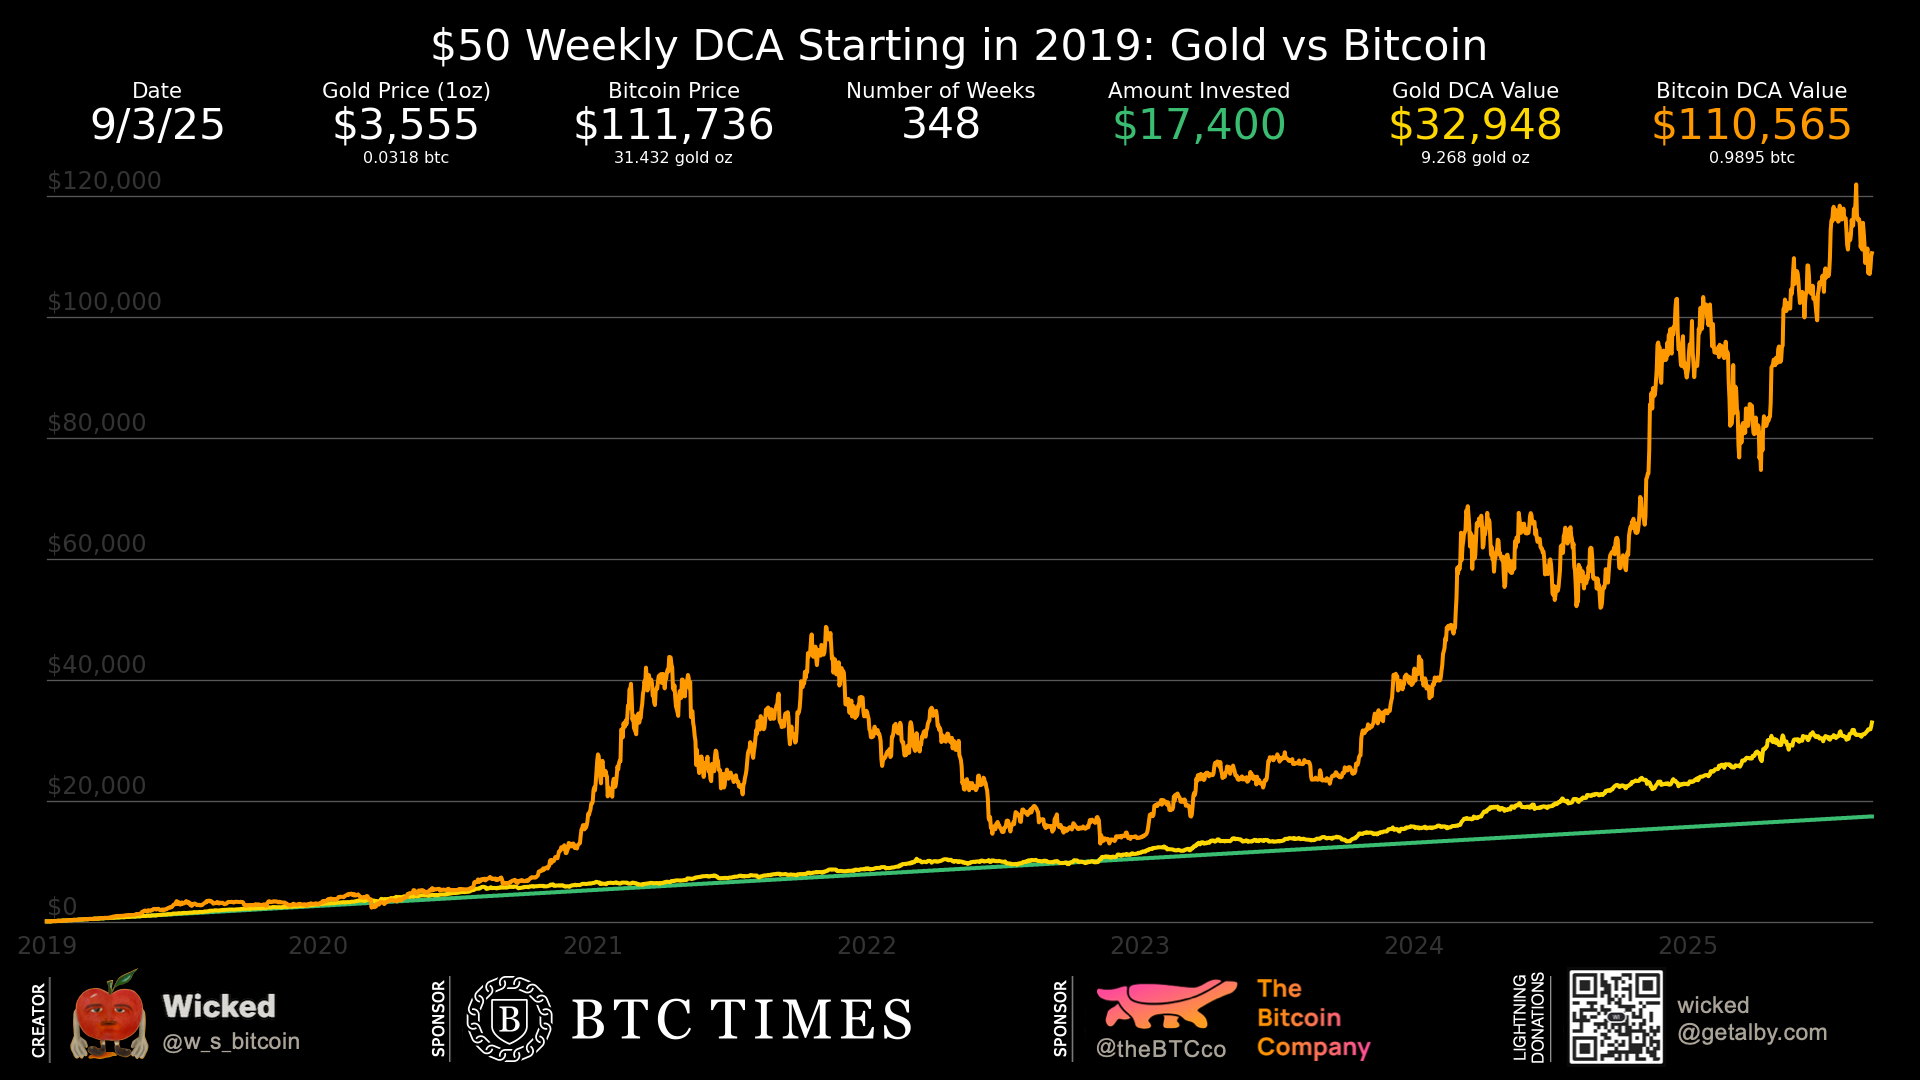 $50 Weekly DCA Starting in 2019: Gold vs Bitcoin
Date
9/3/25
Gold Price (1oz)
$3,555
0.0318 btc
Bitcoin Price
$111,736
31.432 gold oz
Number of Weeks
348
Amount Invested
$17,400
Gold DCA Value
$32,948
9.268 gold oz
Bitcoin DCA Value
$110,565
0.9895 btc
$120,000
$100,000
$80,000
$60,000
$40,000
$20,000
$0
2019 2020 2021 2022 2023 2024 2025
CREATOR
Wicked
@w_s_bitcoin
SPONSOR
B
BTC TIMES
SPONSOR
@theBTCco
The
Bitcoin
Company
LIGHTNING
DONATIONS
wicked
@getalby.com